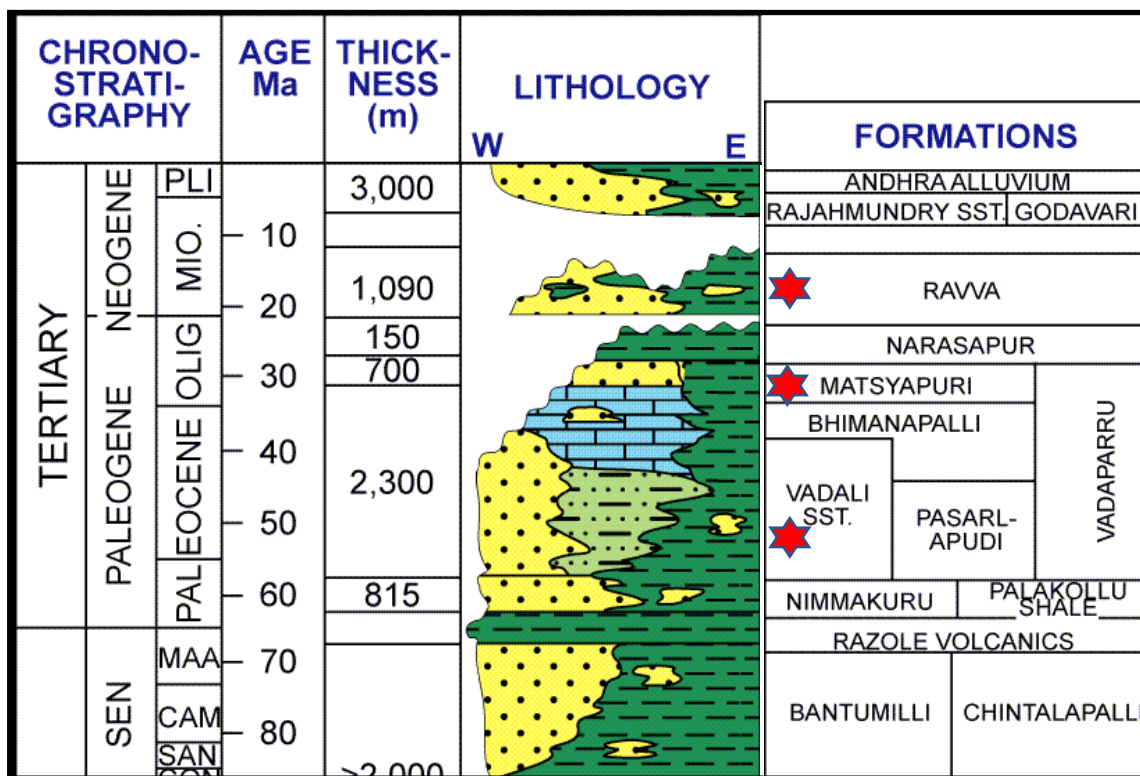 CHRONO-
STRATI-
GRAPHY
AGE
Ma
THICK-
NESS
(m)
LITHOLOGY
W
E
FORMATIONS
TERTIARY
NEOGENE
PALEOGENE
SEN
PLI
MIO.
OLIG
EOCENE
PAL
MAA
CAM
SAN
10
20
30
40
50
60
70
80
3,000
1,090
150
700
2,300
815
>2,000
ANDHRA ALLUVIUM
RAJAHMUNDRY SST.
GODAVARI
RAVVA
NARASAPUR
MATSYAPURI
BHIMANAPALLI
VADAPARRU
VADALI
SST.
PASARL-
APUDI
NIMMAKURU
PALAKOLLU
SHALE
RAZOLE VOLCANICS
BANTUMILLI
CHINTALAPALLI